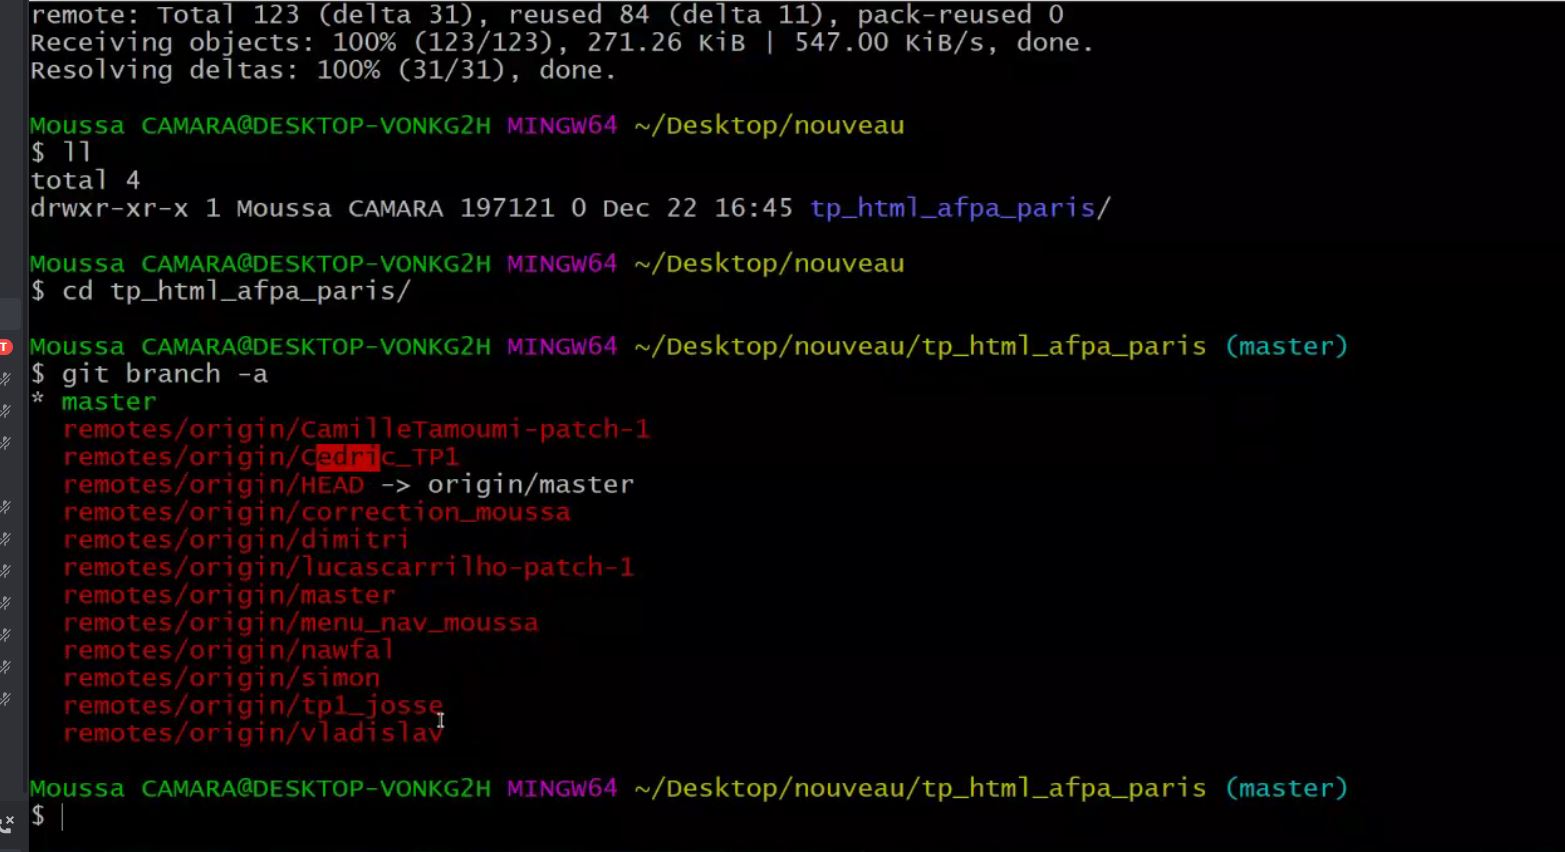 remote: Total 123 (delta 31), reused 84 (delta 11), pack-reused 0
Receiving objects: 100% (123/123), 271.26 KiB | 547.00 KiB/s, done.
Resolving deltas: 100% (31/31), done.
Moussa CAMARA@DESKTOP-VONKG2H MINGW64 ~/Desktop/nouveau
$ ll
total 4
drwxr-xr-x 1 Moussa CAMARA 197121 0 Dec 22 16:45 tp_html_afpa_paris/
Moussa CAMARA@DESKTOP-VONKG2H MINGW64 ~/Desktop/nouveau
$ cd tp_html_afpa_paris/
Moussa CAMARA@DESKTOP-VONKG2H MINGW64 ~/Desktop/nouveau/tp_html_afpa_paris (master)
T
$ git branch -a
* master
remotes/origin/CamilleTamoumi-patch-1
remotes/origin/Cedric_TP1
remotes/origin/HEAD -> origin/master
remotes/origin/correction_moussa
remotes/origin/dimitri
remotes/origin/lucascarrilho-patch-1
remotes/origin/master
remotes/origin/menu_nav_moussa
remotes/origin/nawfal
remotes/origin/simon
remotes/origin/tp1_josse
remotes/origin/vladislav
Moussa CAMARA@DESKTOP-VONKG2H MINGW64 ~/Desktop/nouveau/tp_html_afpa_paris (master)
$